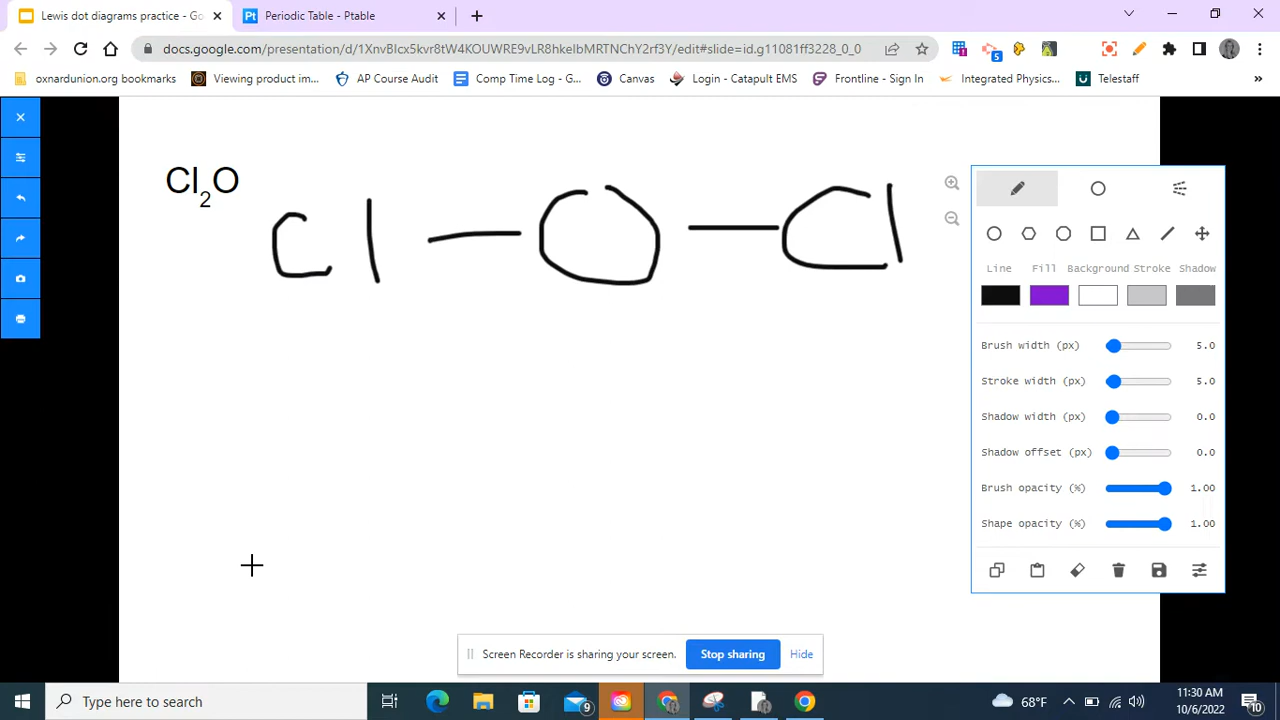 Lewis dot diagrams practice - Go
Periodic Table - Ptable
docs.google.com/presentation/d/1XnvBIcx5kvr8tW4KOUWRE9vLR8hkelbMRTNChY2rf3Y/edit#slide=id.g11081ff3228_0_0
5
oxnardunion.org bookmarks
Viewing product im...
AP Course Audit
Comp Time Log - G...
Canvas
Login - Catapult EMS
Frontline - Sign In
Integrated Physics...
Telestaff
»
Cl₂O
Cl — O — Cl
Line Fill Background Stroke Shadow
Brush width (px) 5.0
Stroke width (px) 5.0
Shadow width (px) 0.0
Shadow offset (px) 0.0
Brush opacity (%) 1.00
Shape opacity (%) 1.00
Screen Recorder is sharing your screen. Stop sharing Hide
Type here to search
9
68°F
11:30 AM
10/6/2022
10